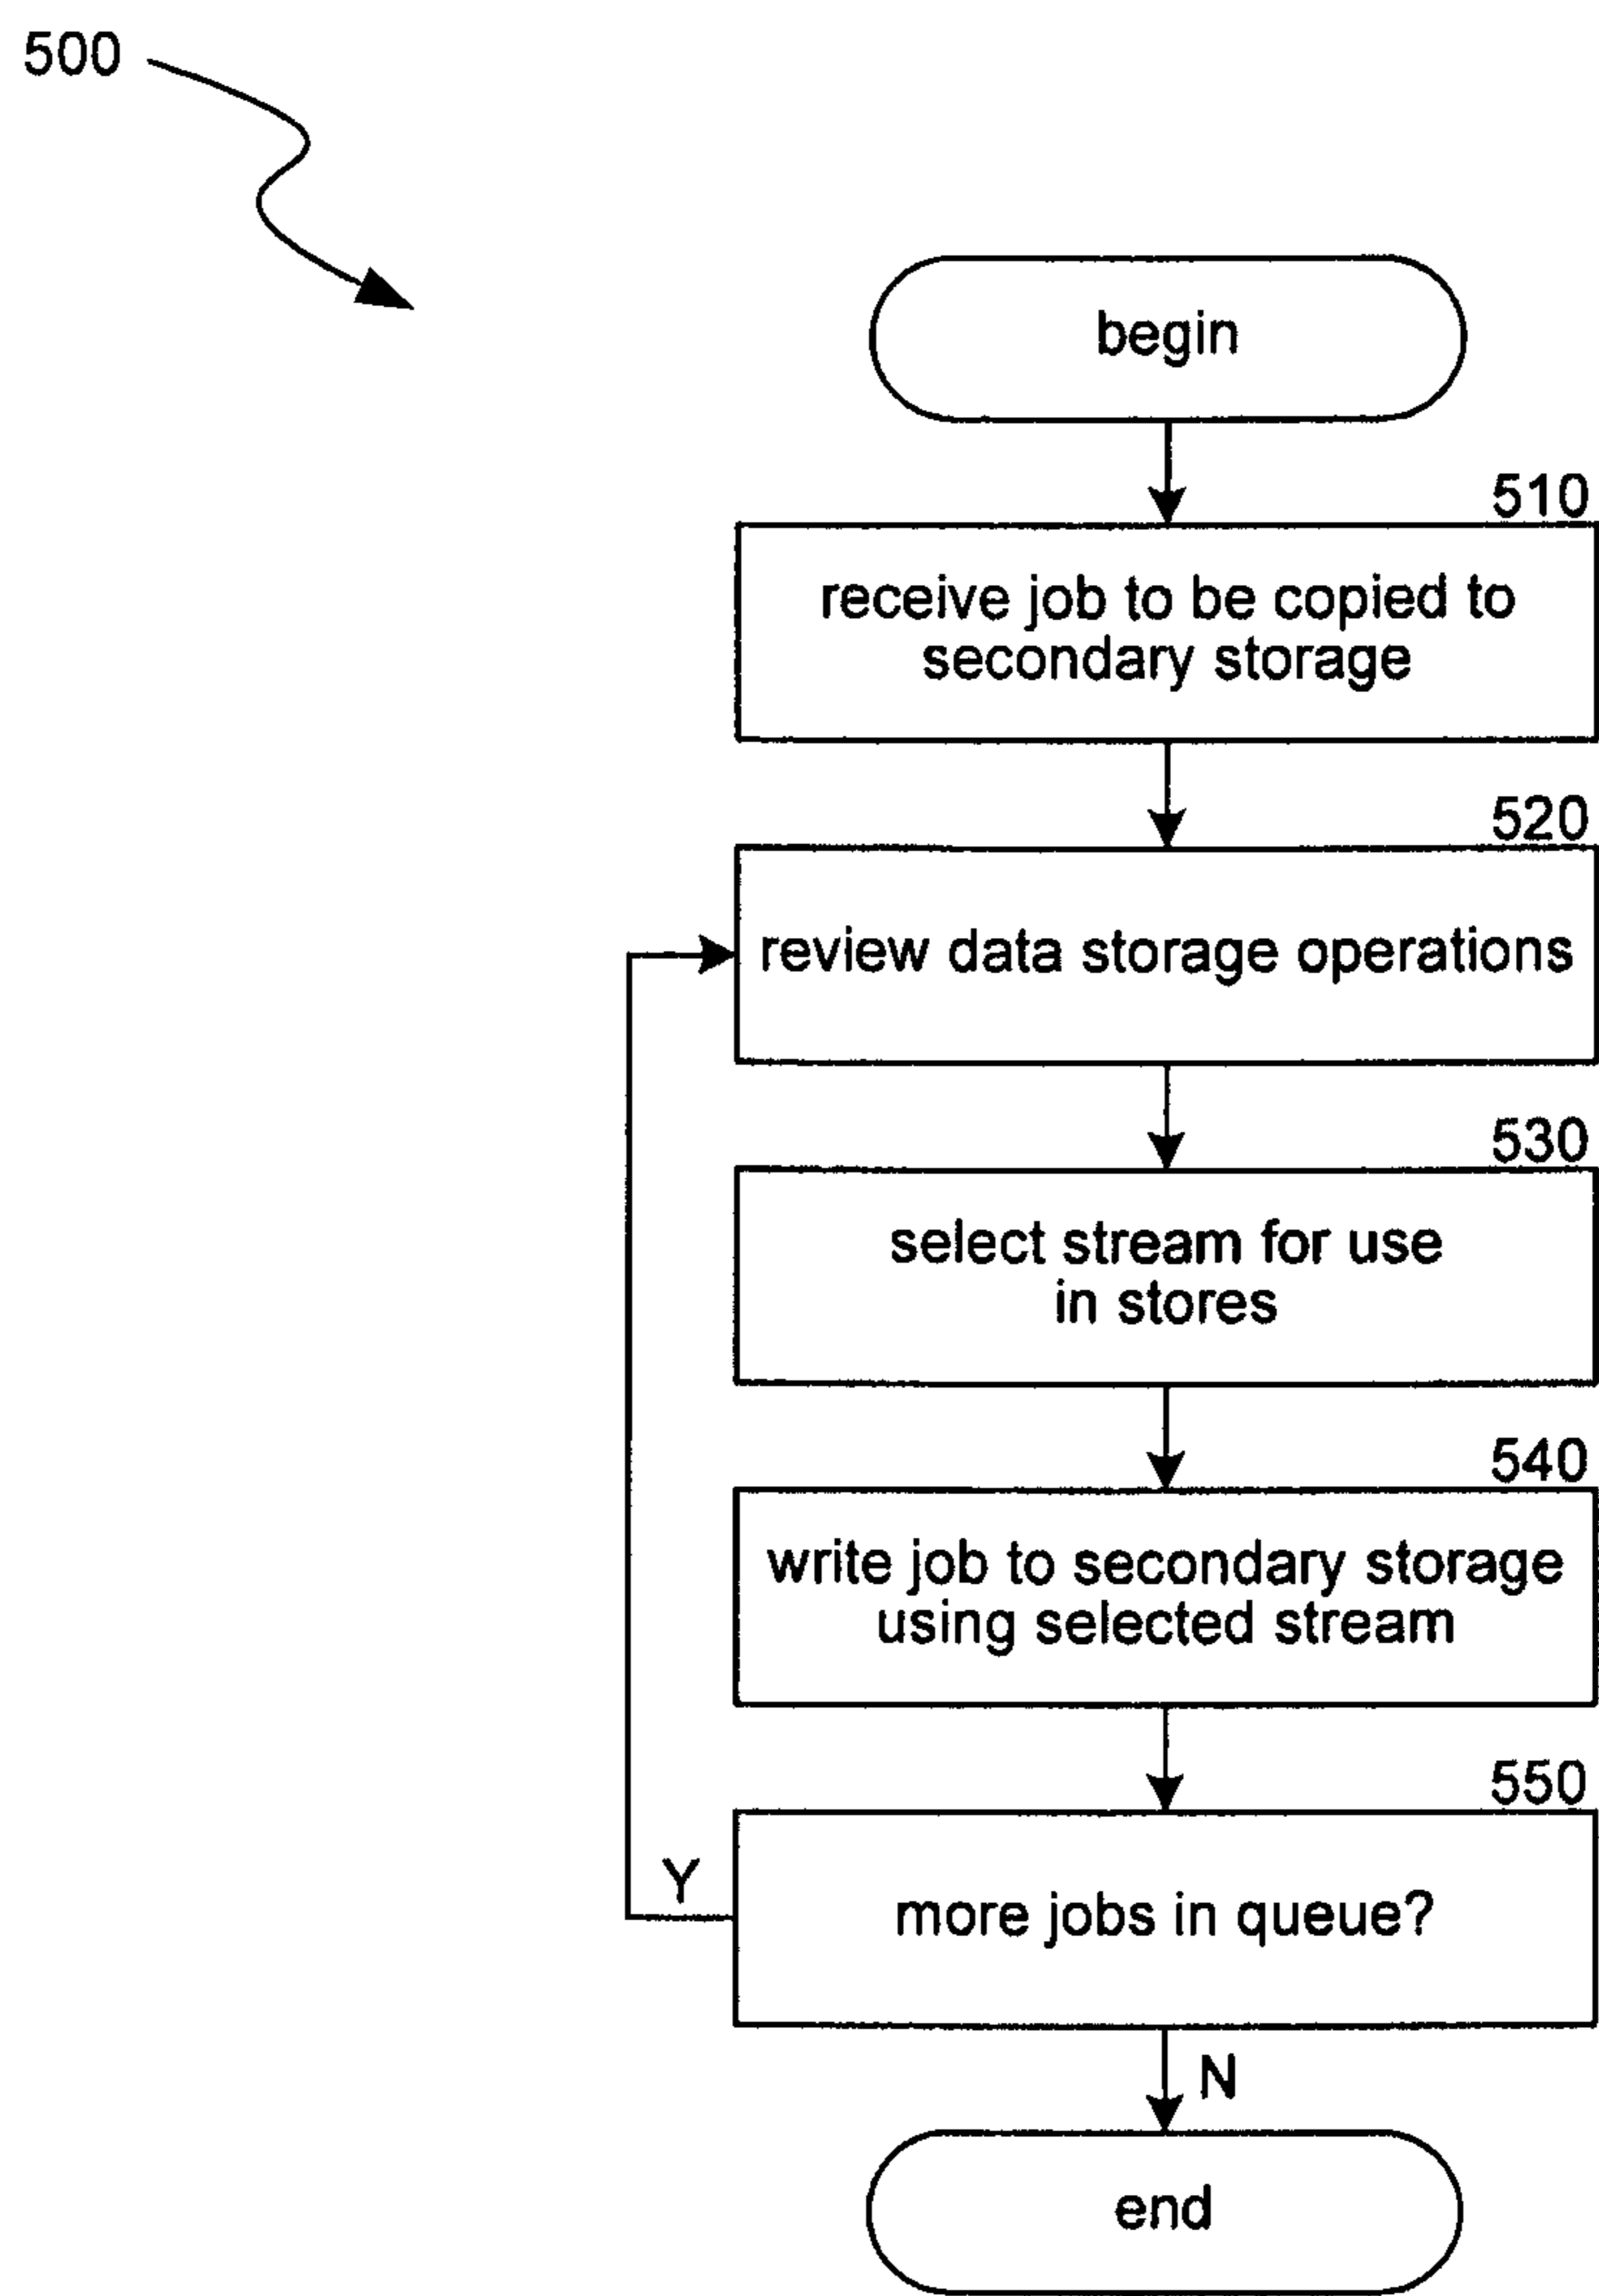 500
begin
510
receive job to be copied to
secondary storage
520
review data storage operations
530
select stream for use
in stores
540
write job to secondary storage
using selected stream
550
Y
more jobs in queue?
N
end